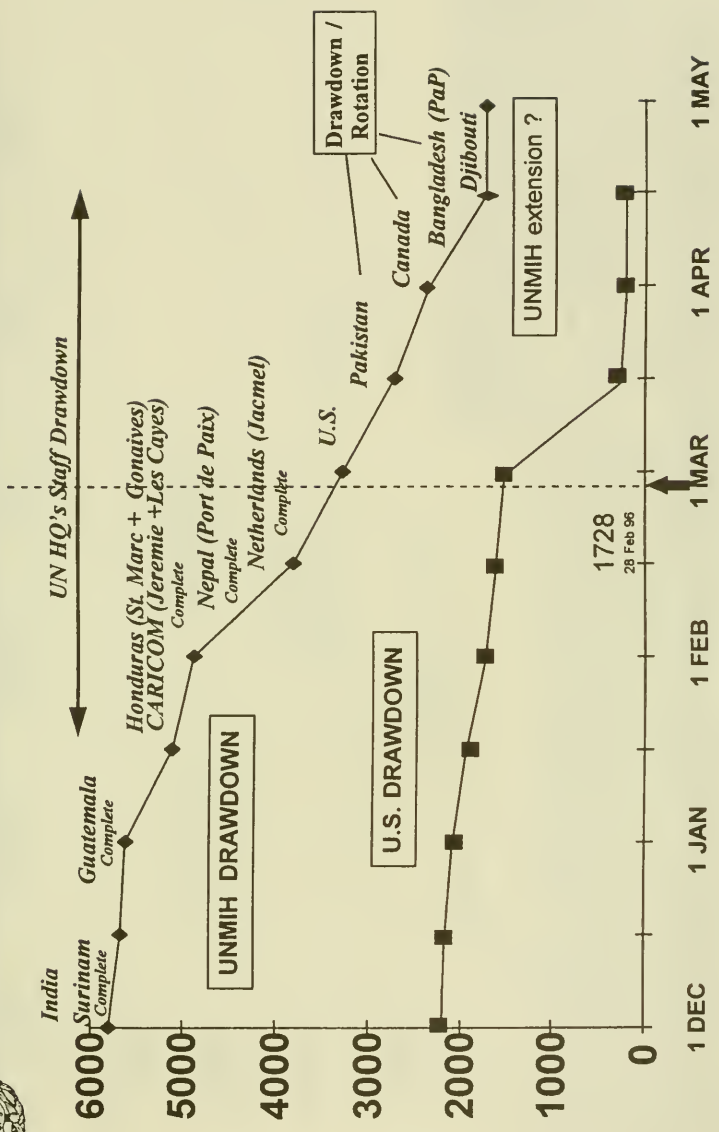 UN HQ's Staff Drawdown
India
Surinam
Complete
Guatemala
Complete
Honduras (St. Marc + Gonaives)
CARICOM (Jeremie +Les Cayes)
Complete
Nepal (Port de Paix)
Complete
Netherlands (Jacmel)
Complete
U.S.
Pakistan
Canada
Bangladesh (PaP)
Djibouti
Drawdown /
Rotation
UNMIH DRAWDOWN
U.S. DRAWDOWN
UNMIH extension ?
1728
28 Feb 96
6000
5000
4000
3000
2000
1000
0
1 DEC
1 JAN
1 FEB
1 MAR
1 APR
1 MAY